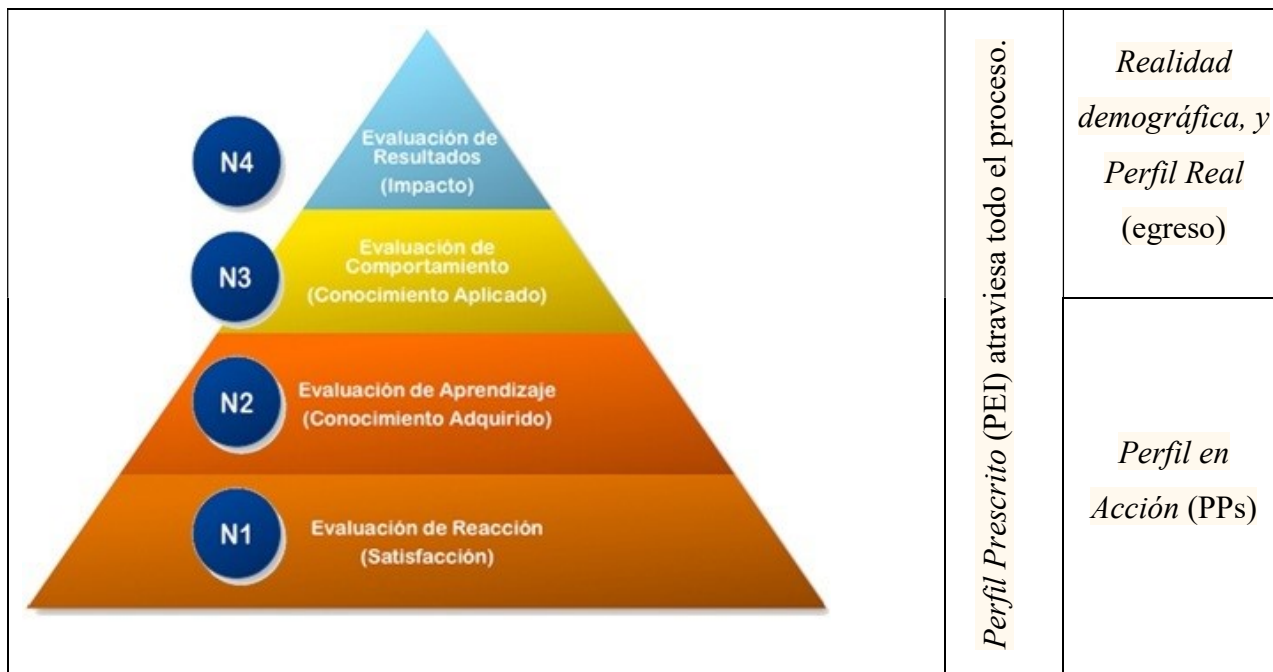 N4
Evaluación de
Resultados
(Impacto)
N3
Evaluación de
Comportamiento
(Conocimiento Aplicado)
N2
Evaluación de Aprendizaje
(Conocimiento Adquirido)
N1
Evaluación de Reacción
(Satisfacción)
Perfil Prescrito (PEI) atraviesa todo el proceso.
Realidad
demográfica, y
Perfil Real
(egreso)
Perfil en
Acción (PPs)